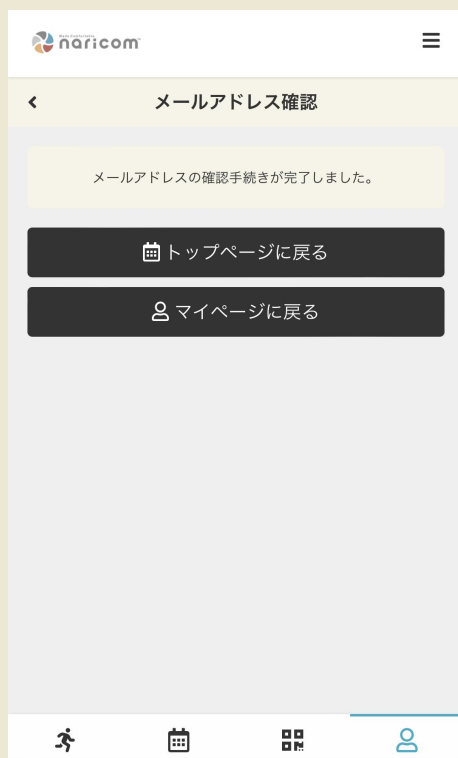 naricom
メールアドレス確認
メールアドレスの確認手続きが完了しました。
トップページに戻る
マイページに戻る